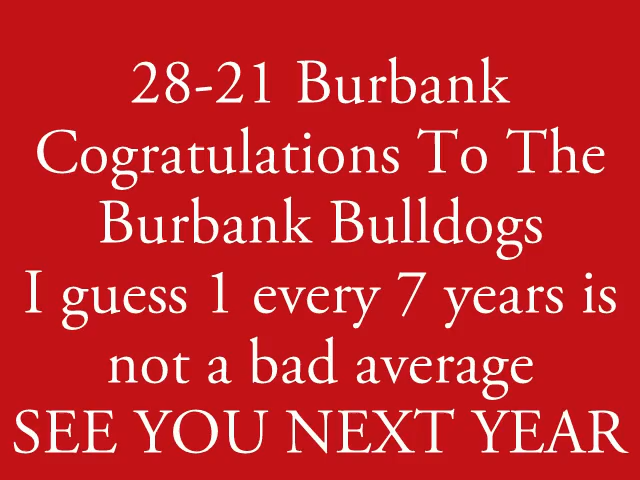 28-21 Burbank
Cogratulations To The
Burbank Bulldogs
I guess 1 every 7 years is
not a bad average
SEE YOU NEXT YEAR